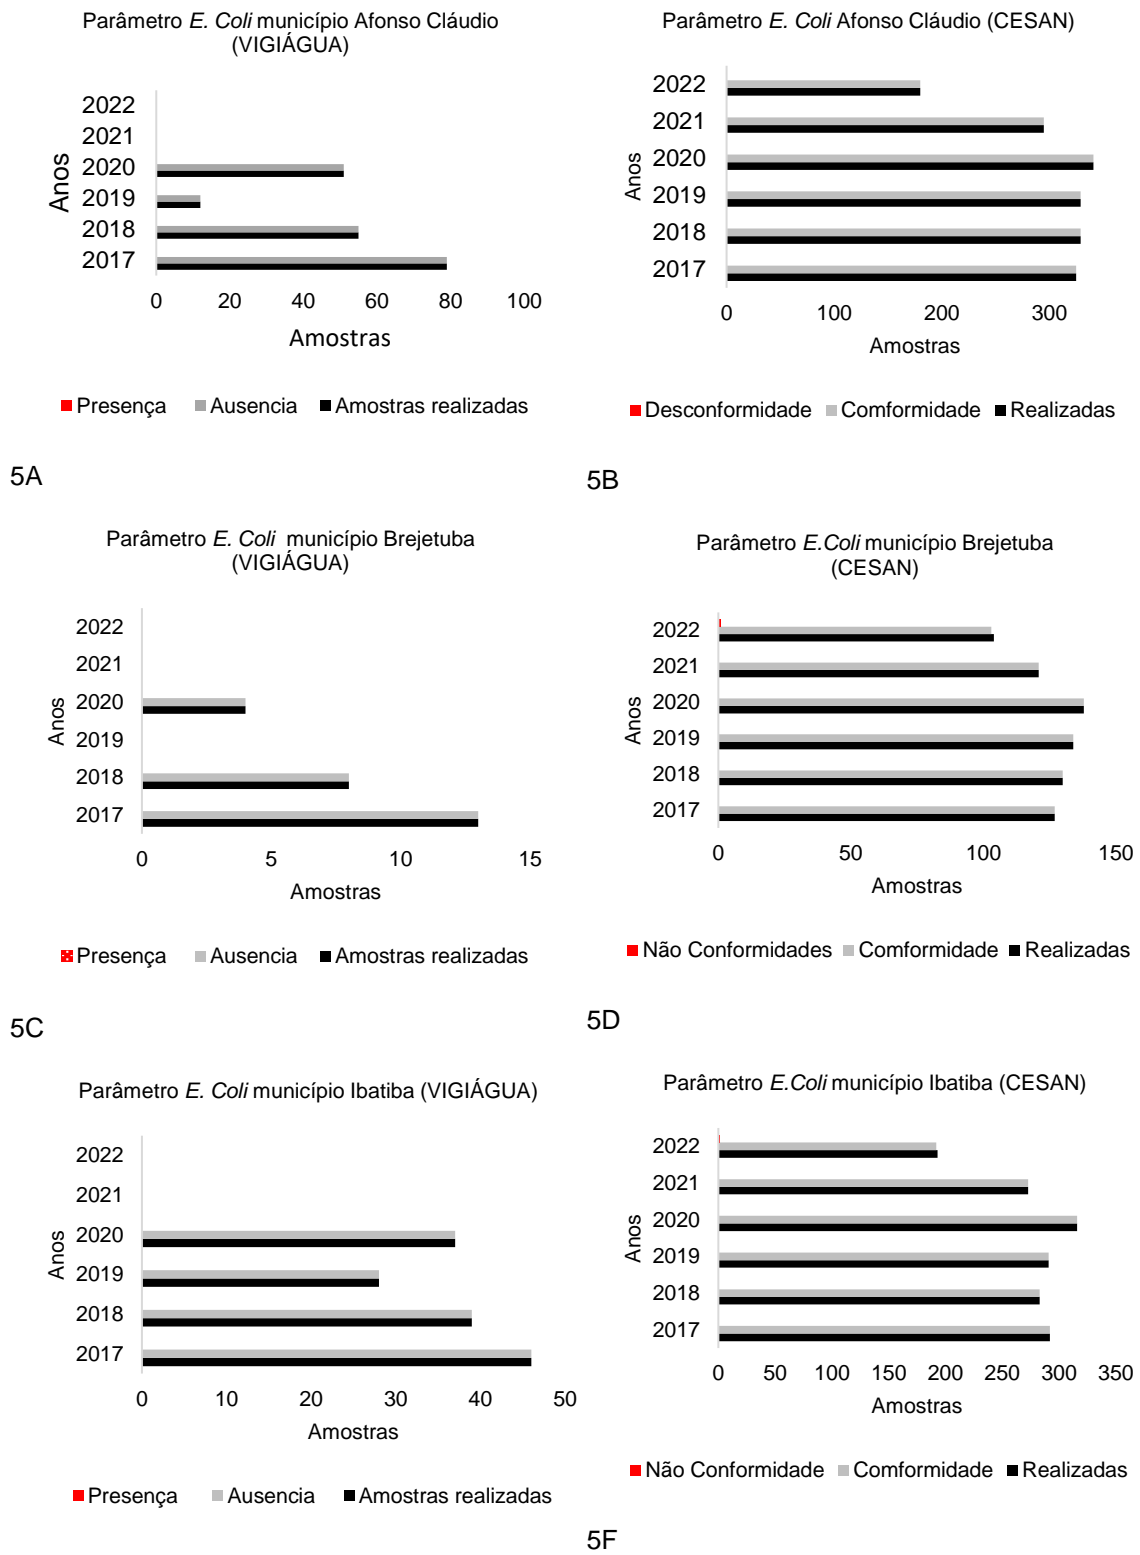 Parâmetro E. Coli município Afonso Cláudio
(VIGIÁGUA)
Anos
2022
2021
2020
2019
2018
2017
0 20 40 60 80 100
Amostras
Presença Ausencia Amostras realizadas
5A
Parâmetro E. Coli Afonso Cláudio (CESAN)
Anos
2022
2021
2020
2019
2018
2017
0 100 200 300
Amostras
Desconformidade Comformidade Realizadas
5B
Parâmetro E. Coli município Brejetuba
(VIGIÁGUA)
Anos
2022
2021
2020
2019
2018
2017
0 5 10 15
Amostras
Presença Ausencia Amostras realizadas
5C
Parâmetro E.Coli município Brejetuba
(CESAN)
Anos
2022
2021
2020
2019
2018
2017
0 50 100 150
Amostras
Não Conformidades Comformidade Realizadas
5D
Parâmetro E. Coli município Ibatiba (VIGIÁGUA)
Anos
2022
2021
2020
2019
2018
2017
0 10 20 30 40 50
Amostras
Presença Ausencia Amostras realizadas
Parâmetro E.Coli município Ibatiba (CESAN)
Anos
2022
2021
2020
2019
2018
2017
0 50 100 150 200 250 300 350
Amostras
Não Conformidade Comformidade Realizadas
5F